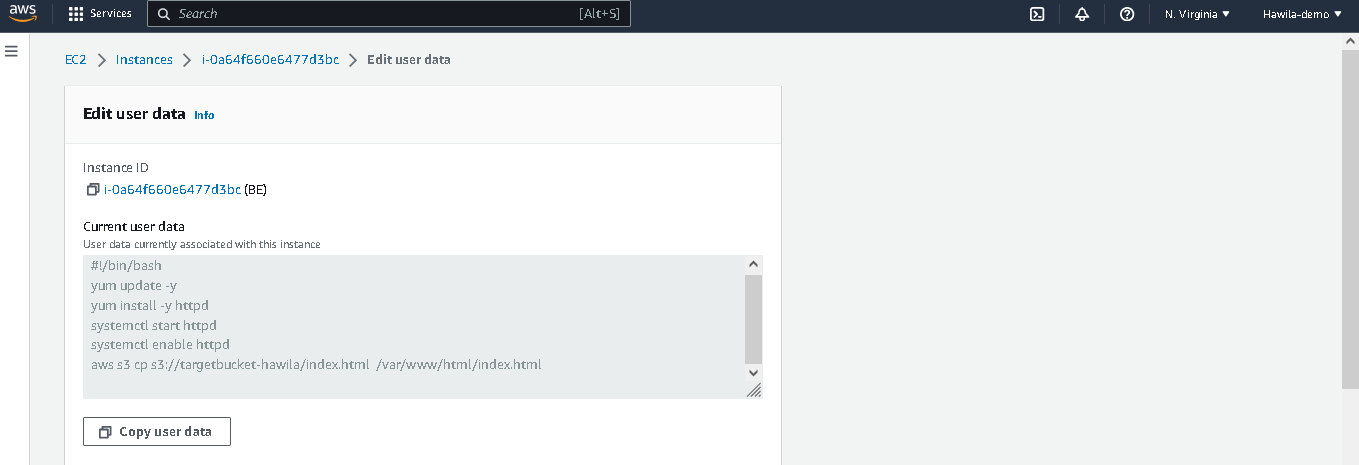 aws Services Search [Alt+S] N. Virginia Hawila-demo
EC2 > Instances > i-0a64f660e6477d3bc > Edit user data
Edit user data Info
Instance ID
i-0a64f660e6477d3bc (BE)
Current user data
User data currently associated with this instance
#!/bin/bash
yum update -y
yum install -y httpd
systemctl start httpd
systemctl enable httpd
aws s3 cp s3://targetbucket-hawila/index.html  /var/www/html/index.html
Copy user data